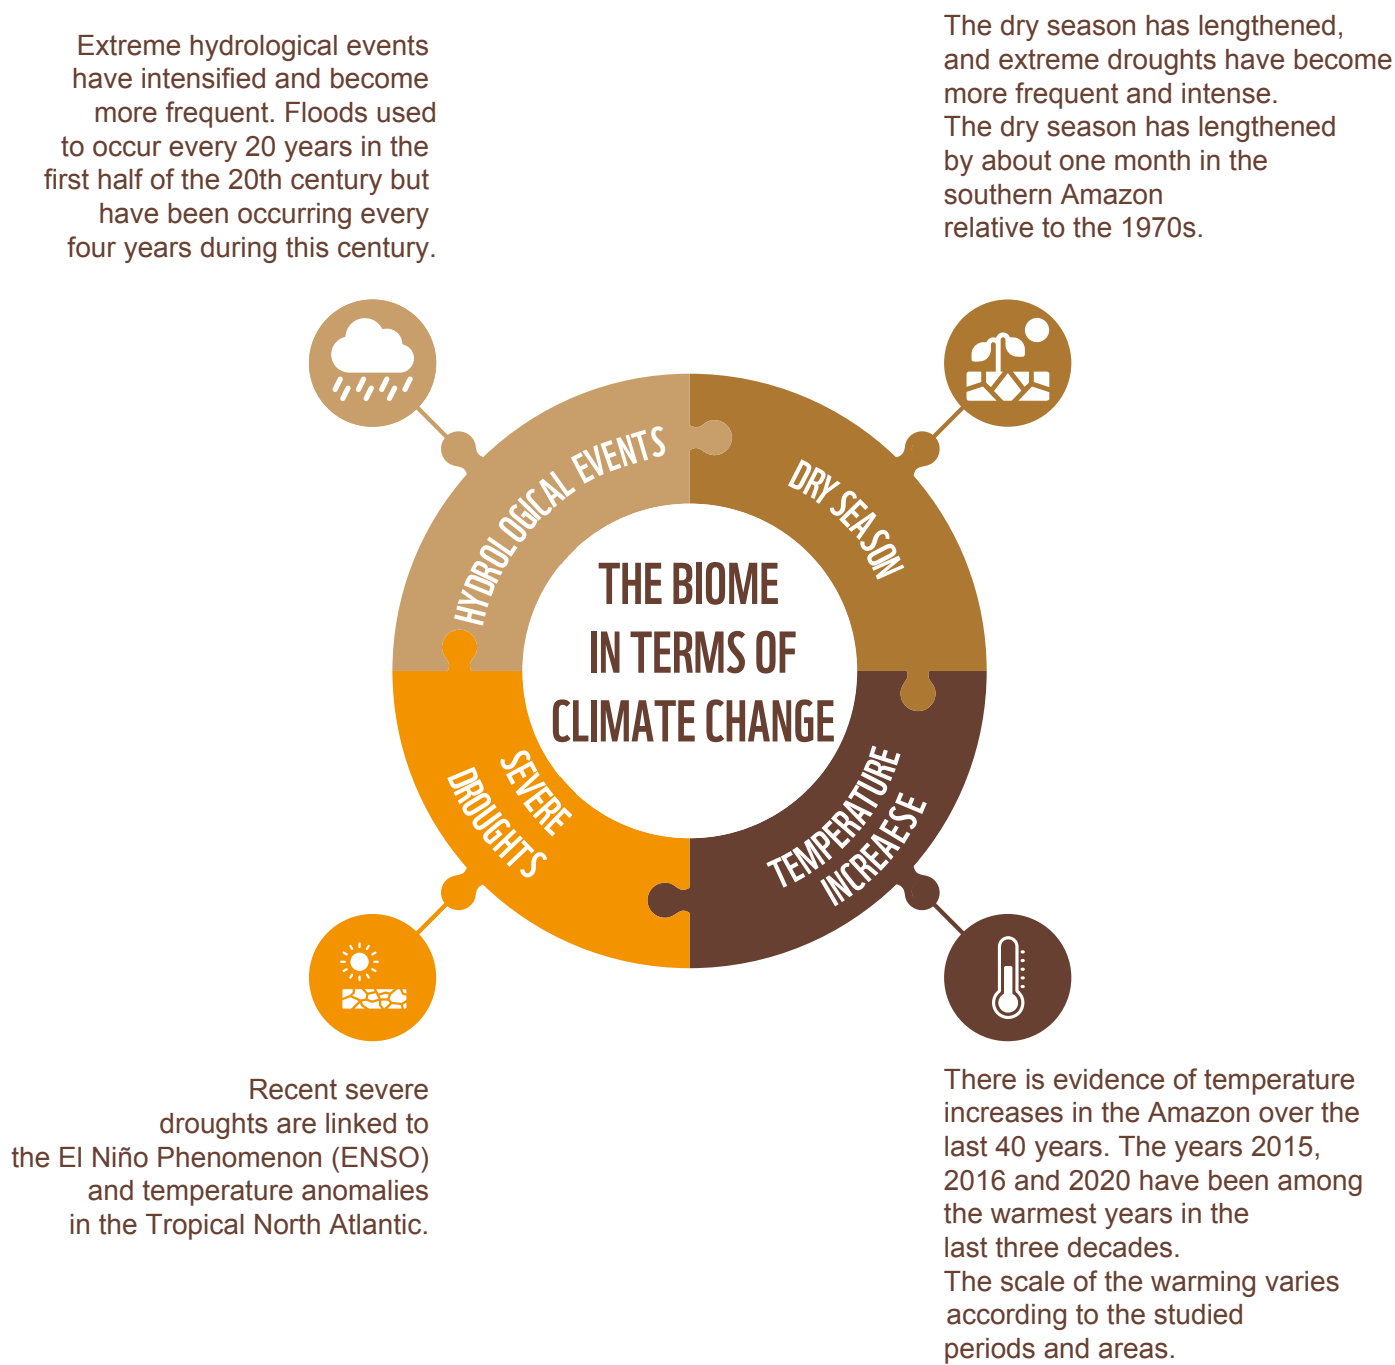 Extreme hydrological events
have intensified and become
more frequent. Floods used
to occur every 20 years in the
first half of the 20th century but
have been occurring every
four years during this century.
The dry season has lengthened,
and extreme droughts have become
more frequent and intense.
The dry season has lengthened
by about one month in the
southern Amazon
relative to the 1970s.
HYDROLOGICAL EVENTS
DRY SEASON
THE BIOME
IN TERMS OF
CLIMATE CHANGE
SEVERE
DROUGHTS
TEMPERATURE
INCREAESE
Recent severe
droughts are linked to
the El Niño Phenomenon (ENSO)
and temperature anomalies
in the Tropical North Atlantic.
There is evidence of temperature
increases in the Amazon over the
last 40 years. The years 2015,
2016 and 2020 have been among
the warmest years in the
last three decades.
The scale of the warming varies
according to the studied
periods and areas.